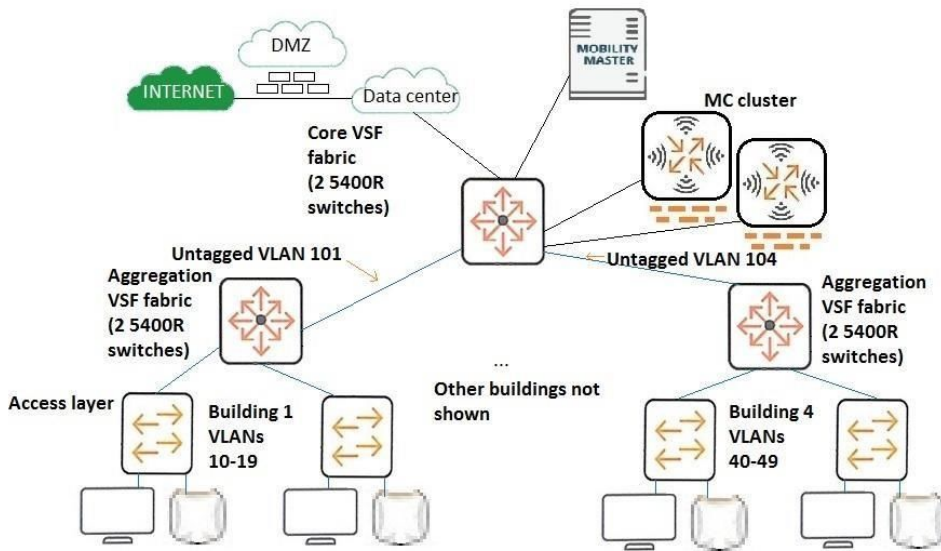 DMZ
INTERNET
Data center
MOBILITY
MASTER
MC cluster
Core VSF
fabric
(2 5400R
switches)
Untagged VLAN 101
Untagged VLAN 104
Aggregation
VSF fabric
(2 5400R
switches)
Aggregation
VSF fabric
(2 5400R
switches)
...
Other buildings not
shown
Access layer
Building 1
VLANs
10-19
Building 4
VLANs
40-49